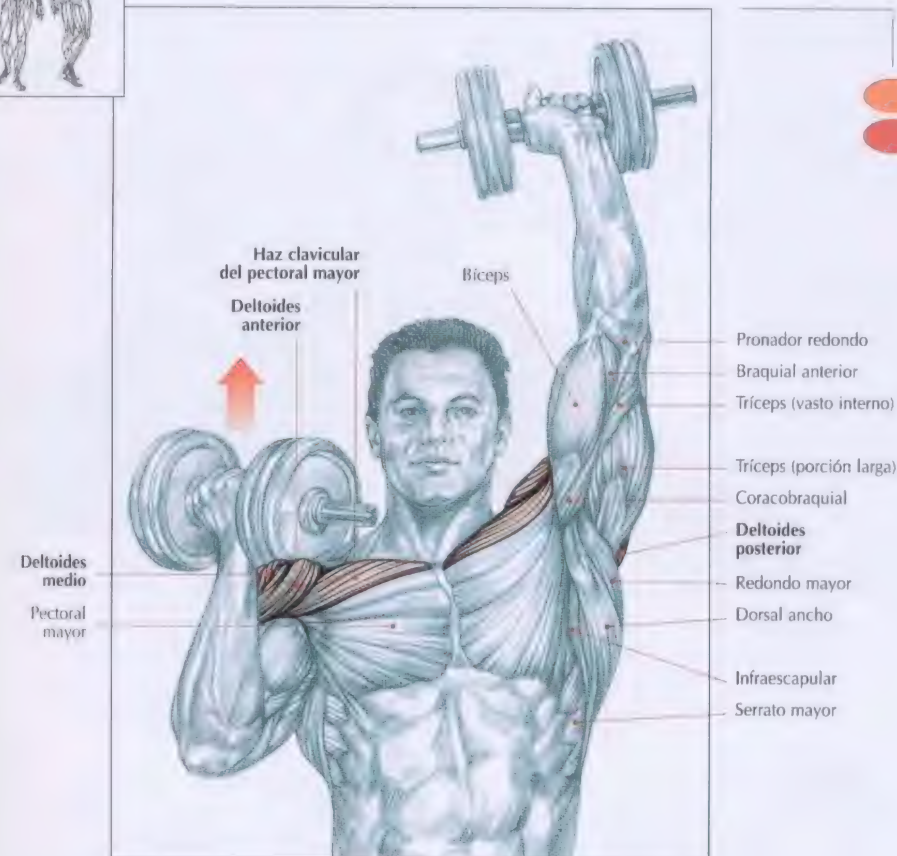 Haz clavicular
del pectoral mayor
Deltoides
anterior
Bíceps
Deltoides
medio
Pectoral
mayor
Pronador redondo
Braquial anterior
Tríceps (vasto interno)
Tríceps (porción larga)
Coracobraquial
Deltoides
posterior
Redondo mayor
Dorsal ancho
Infraescapular
Serrato mayor